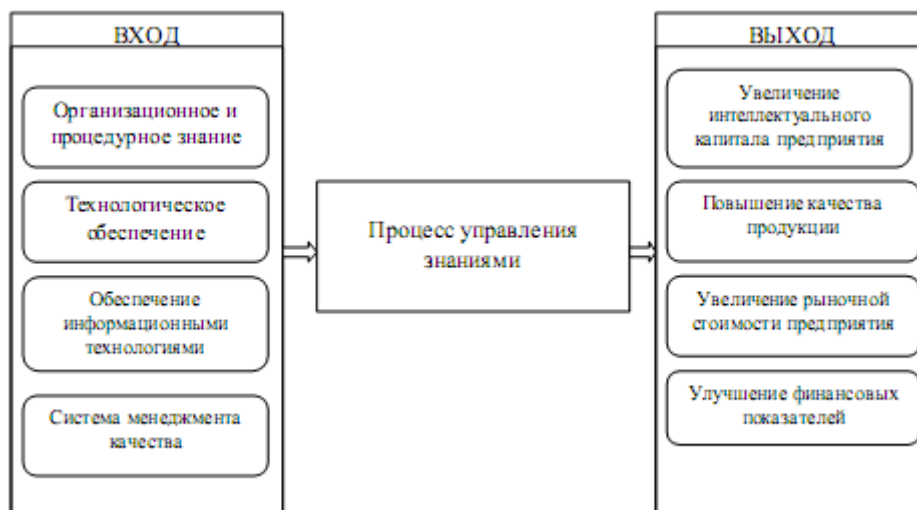 ВХОД
Организационное и
процедурное знание
Технологическое
обеспечение
Обеспечение
информационными
технологиями
Система менеджмента
качества
Процесс управления
знаниями
ВЫХОД
Увеличение
интеллектуального
капитала предприятия
Повышение качества
продукции
Увеличение рыночной
стоимости предприятия
Улучшение финансовых
показателей